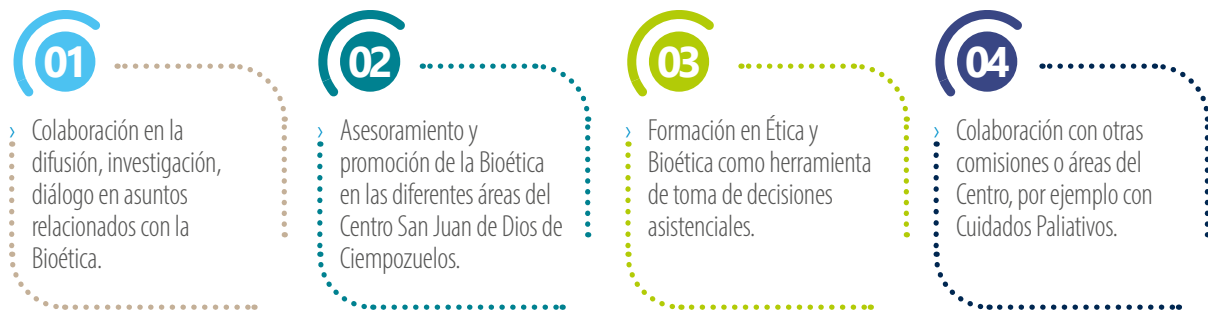 01
› Colaboración en la
difusión, investigación,
diálogo en asuntos
relacionados con la
Bioética.
02
› Asesoramiento y
promoción de la Bioética
en las diferentes áreas del
Centro San Juan de Dios de
Ciempozuelos.
03
› Formación en Ética y
Bioética como herramienta
de toma de decisiones
asistenciales.
04
› Colaboración con otras
comisiones o áreas del
Centro, por ejemplo con
Cuidados Paliativos.